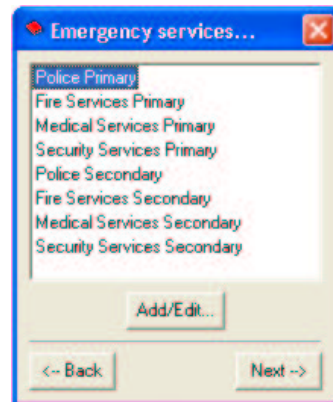 Emergency services...
Police Primary
Fire Services Primary
Medical Services Primary
Security Services Primary
Police Secondary
Fire Services Secondary
Medical Services Secondary
Security Services Secondary
Add/Edit...
<-- Back
Next -->